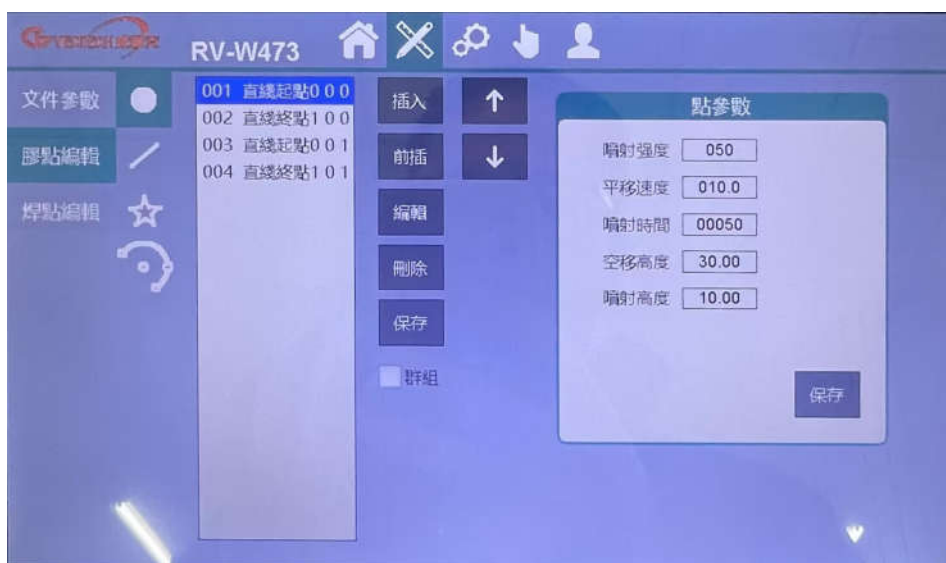 RV-W473
文件參數
膠點編輯
焊點編輯
001 直綫起點0 0 0
002 直綫終點1 0 0
003 直綫起點0 0 1
004 直綫終點1 0 1
插入
前插
編輯
刪除
保存
群組
↑
↓
點參數
噴射强度 050
平移速度 010.0
噴射時間 00050
空移高度 30.00
噴射高度 10.00
保存